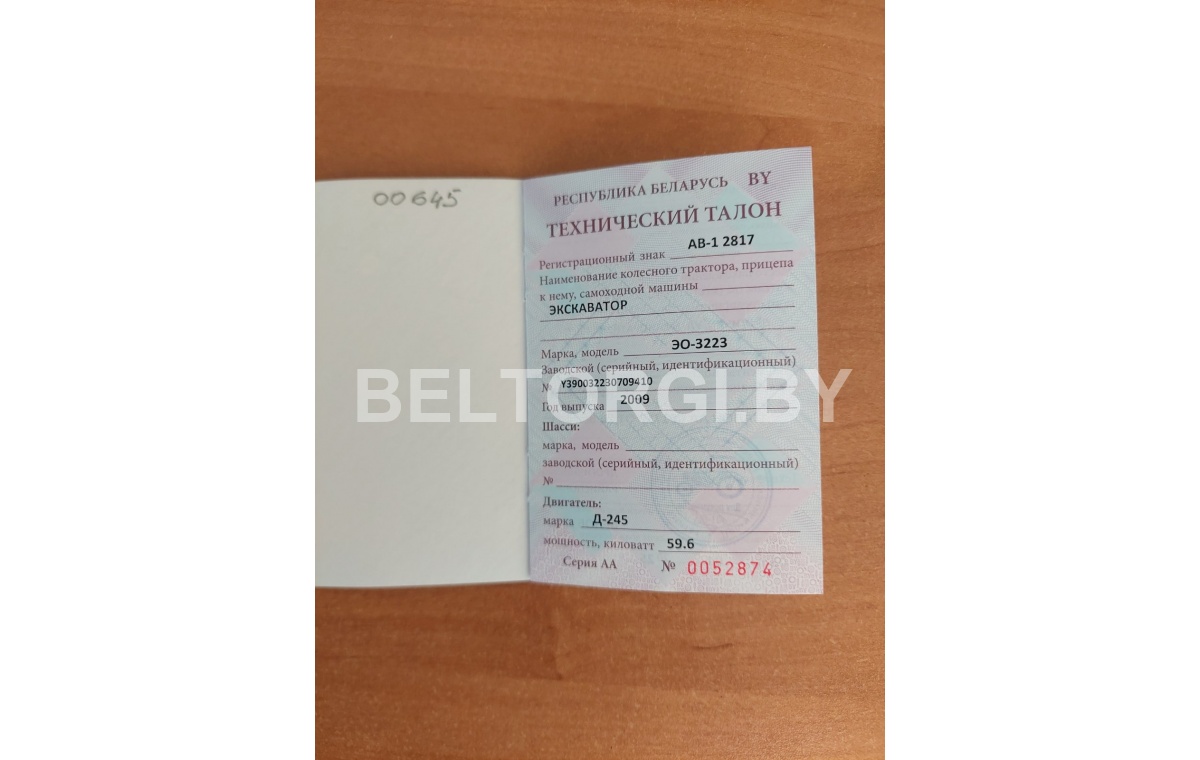 00645
РЕСПУБЛИКА БЕЛАРУСЬ BY
ТЕХНИЧЕСКИЙ ТАЛОН
Регистрационный знак АВ-1 2817
Наименование колесного трактора, прицепа
к нему, самоходной машины
ЭКСКАВАТОР
Марка, модель ЭО-3223
Заводской (серийный, идентификационный)
№ Y390032230709410
Год выпуска 2009
BELTORGI.BY
Шасси:
марка, модель
заводской (серийный, идентификационный)
№
Двигатель:
марка Д-245
мощность, киловатт 59.6
Серия АА № 0052874